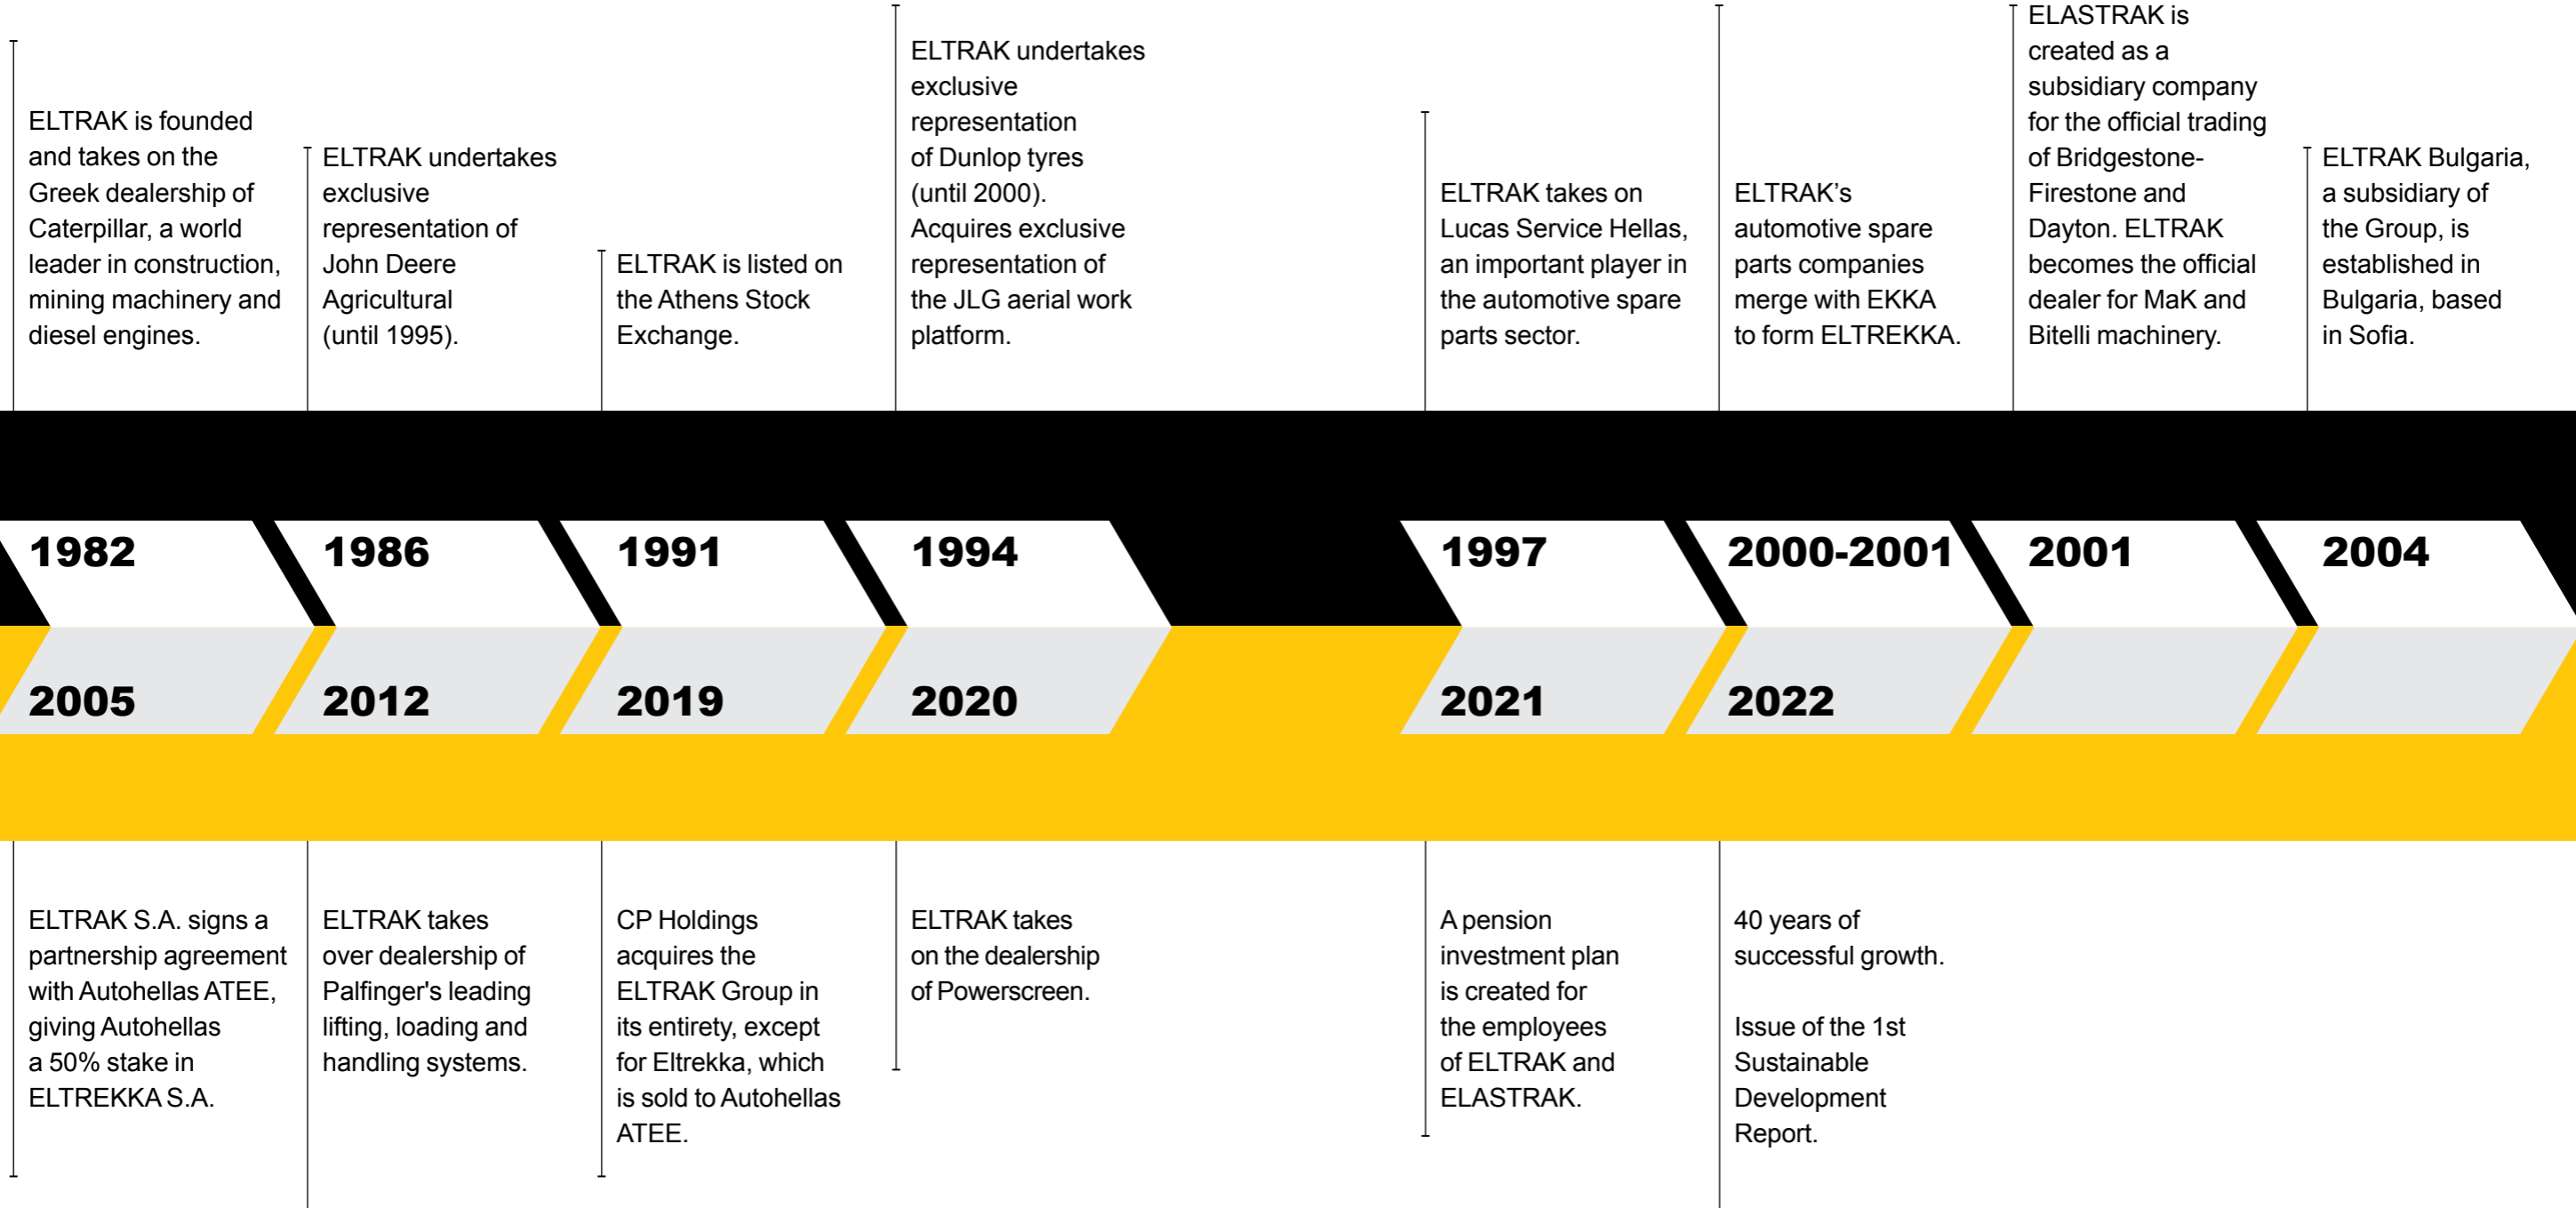 ELTRAK is founded
and takes on the
Greek dealership of
Caterpillar, a world
leader in construction,
mining machinery and
diesel engines.
ELTRAK undertakes
exclusive
representation of
John Deere
Agricultural
(until 1995).
ELTRAK is listed on
the Athens Stock
Exchange.
ELTRAK undertakes
exclusive
representation
of Dunlop tyres
(until 2000).
Acquires exclusive
representation of
the JLG aerial work
platform.
ELTRAK takes on
Lucas Service Hellas,
an important player in
the automotive spare
parts sector.
ELTRAK’s
automotive spare
parts companies
merge with EKKA
to form ELTREKKA.
ELASTRAK is
created as a
subsidiary company
for the official trading
of Bridgestone-
Firestone and
Dayton. ELTRAK
becomes the official
dealer for MaK and
Bitelli machinery.
ELTRAK Bulgaria,
a subsidiary of
the Group, is
established in
Bulgaria, based
in Sofia.
1982
1986
1991
1994
1997
2000-2001
2001
2004
2005
2012
2019
2020
2021
2022
ELTRAK S.A. signs a
partnership agreement
with Autohellas ATEE,
giving Autohellas
a 50% stake in
ELTREKKA S.A.
ELTRAK takes
over dealership of
Palfinger's leading
lifting, loading and
handling systems.
CP Holdings
acquires the
ELTRAK Group in
its entirety, except
for Eltrekka, which
is sold to Autohellas
ATEE.
ELTRAK takes
on the dealership
of Powerscreen.
A pension
investment plan
is created for
the employees
of ELTRAK and
ELASTRAK.
40 years of
successful growth.
Issue of the 1st
Sustainable
Development
Report.